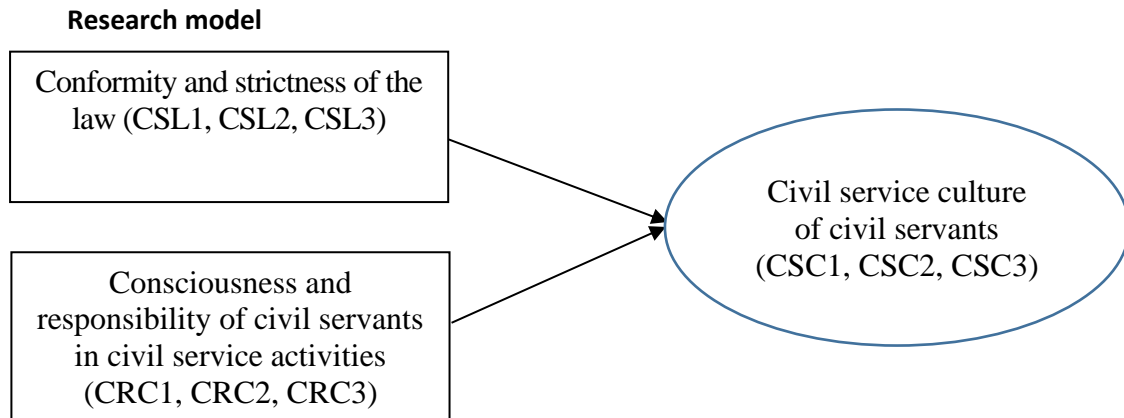 Research model
Conformity and strictness of the
law (CSL1, CSL2, CSL3)
Consciousness and
responsibility of civil servants
in civil service activities
(CRC1, CRC2, CRC3)
Civil service culture
of civil servants
(CSC1, CSC2, CSC3)